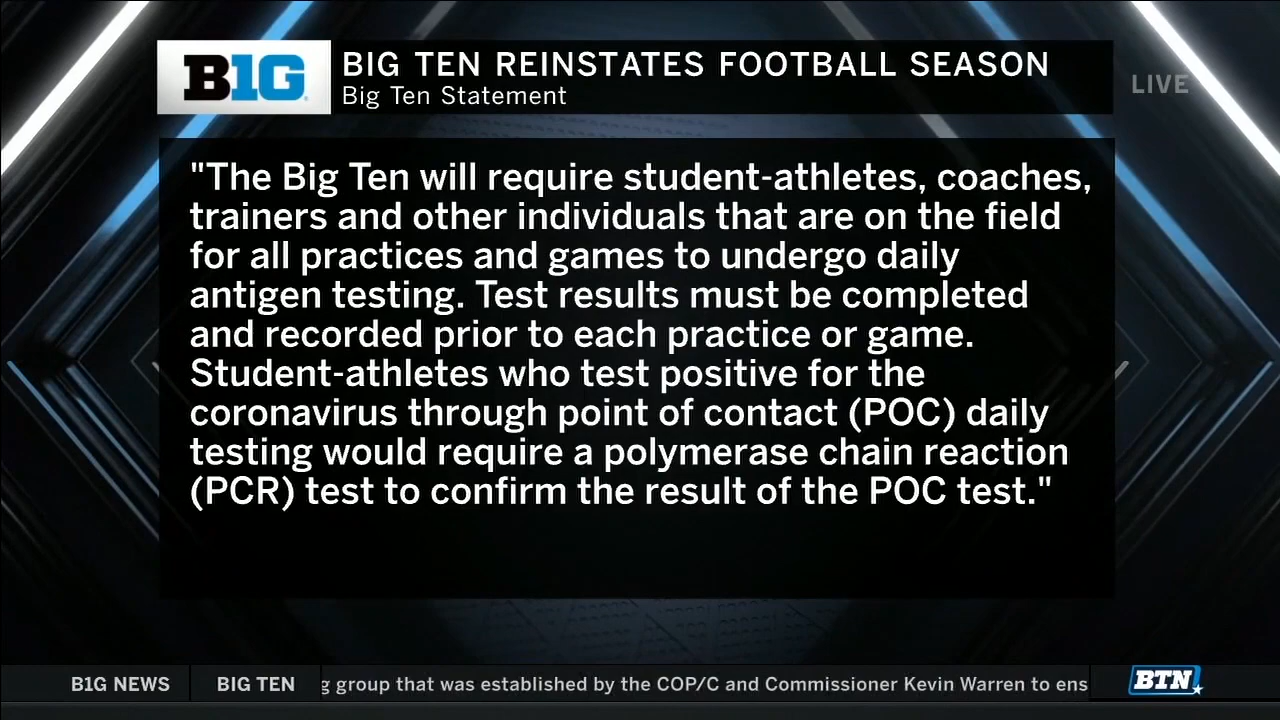 B1G
BIG TEN REINSTATES FOOTBALL SEASON
Big Ten Statement
LIVE
"The Big Ten will require student-athletes, coaches,
trainers and other individuals that are on the field
for all practices and games to undergo daily
antigen testing. Test results must be completed
and recorded prior to each practice or game.
Student-athletes who test positive for the
coronavirus through point of contact (POC) daily
testing would require a polymerase chain reaction
(PCR) test to confirm the result of the POC test."
B1G NEWS BIG TEN g group that was established by the COP/C and Commissioner Kevin Warren to ens BTN